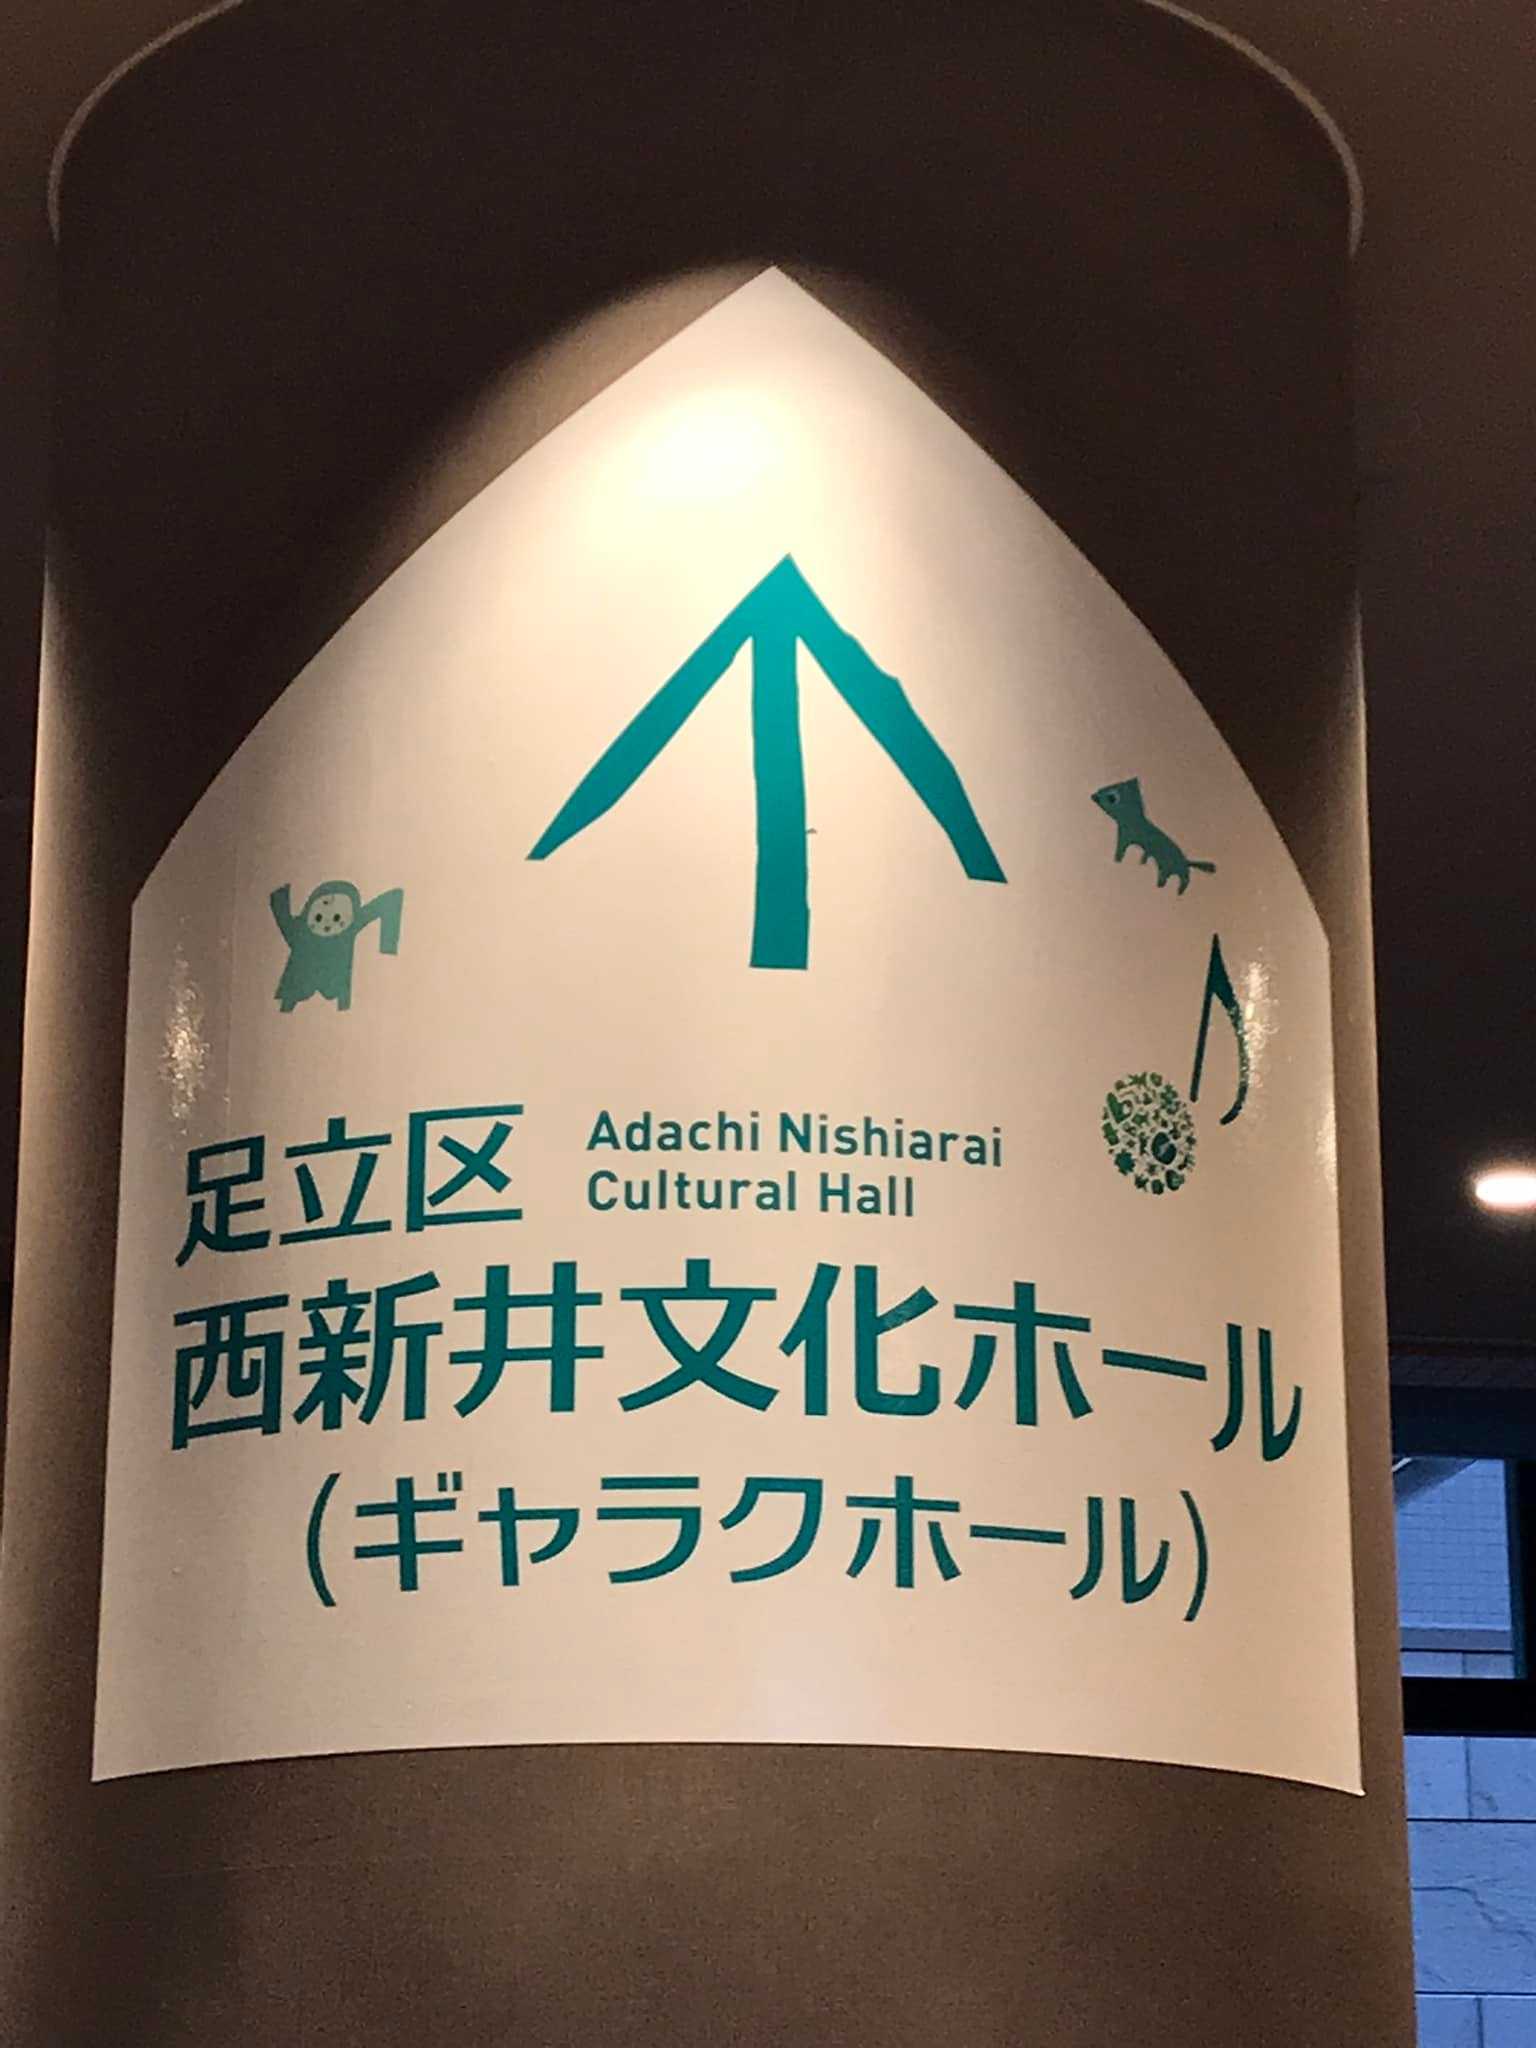 足立区
Adachi Nishiarai
Cultural Hall
西新井文化ホール
(ギャラクホール)